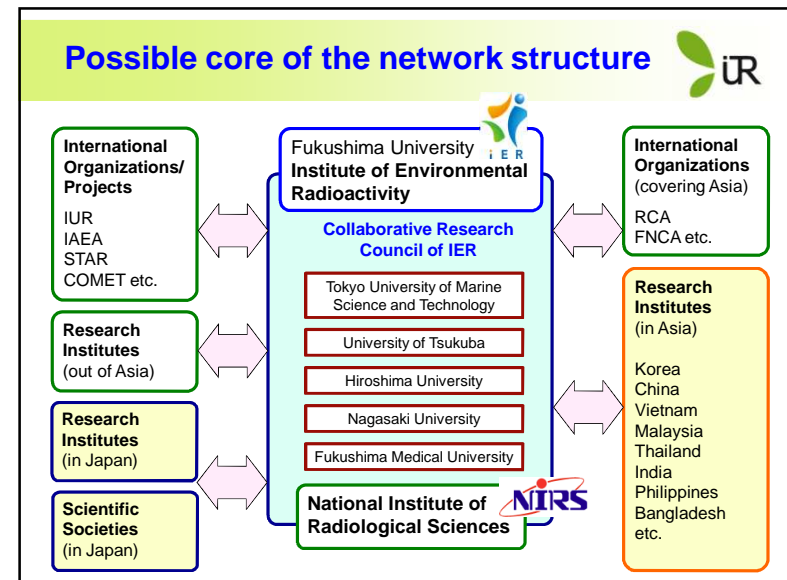 Possible core of the network structure
iUR
International
Organizations/
Projects
IUR
IAEA
STAR
COMET etc.
Research
Institutes
(out of Asia)
Research
Institutes
(in Japan)
Scientific
Societies
(in Japan)
Fukushima University
Institute of Environmental
Radioactivity
IER
Collaborative Research
Council of IER
Tokyo University of Marine
Science and Technology
University of Tsukuba
Hiroshima University
Nagasaki University
Fukushima Medical University
National Institute of
Radiological Sciences
NIRS
International
Organizations
(covering Asia)
RCA
FNCA etc.
Research
Institutes
(in Asia)
Korea
China
Vietnam
Malaysia
Thailand
India
Philippines
Bangladesh
etc.